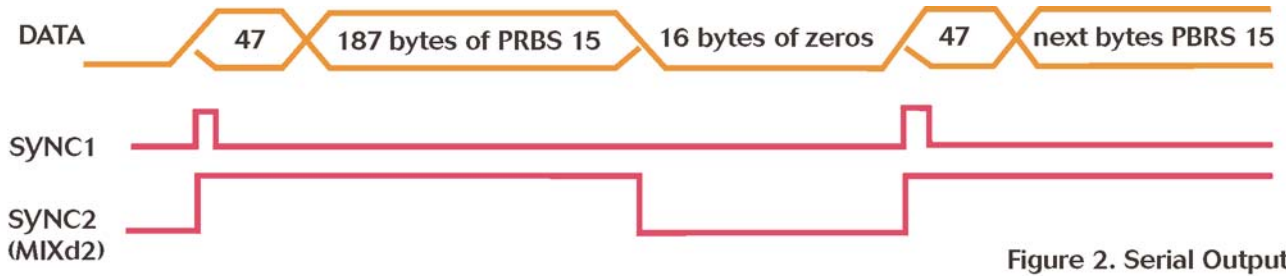 DATA 47 187 bytes of PRBS 15 16 bytes of zeros 47 next bytes PBRS 15
SYNC1
SYNC2
(MIXd2)
Figure 2. Serial Output